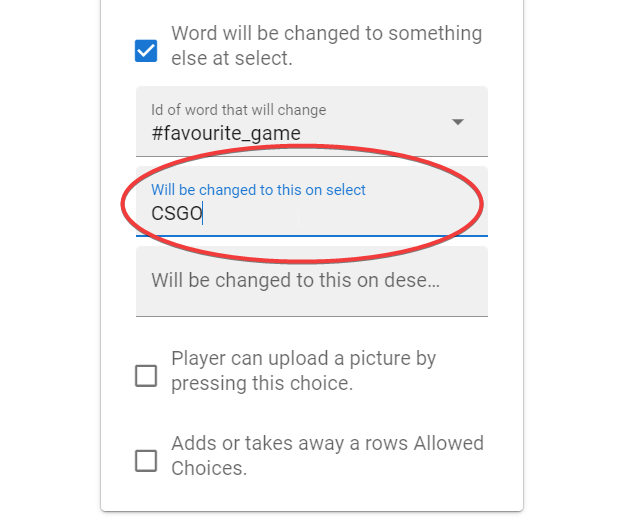 Word will be changed to something
else at select.
Id of word that will change
#favourite_game
Will be changed to this on select
CSGO
Will be changed to this on dese…
Player can upload a picture by
pressing this choice.
Adds or takes away a rows Allowed
Choices.